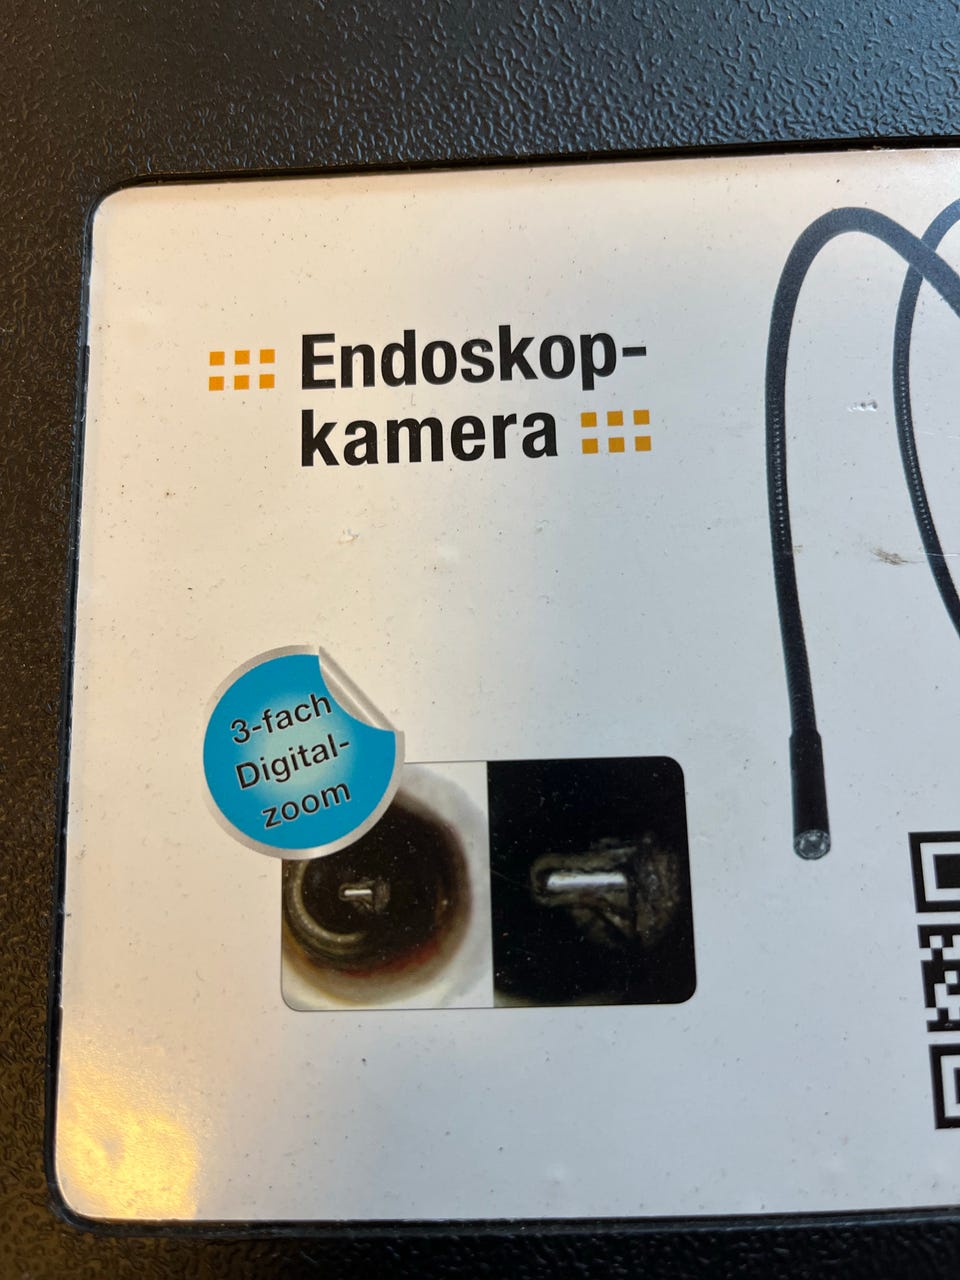 Endoskop-
kamera
3-fach
Digital-
zoom